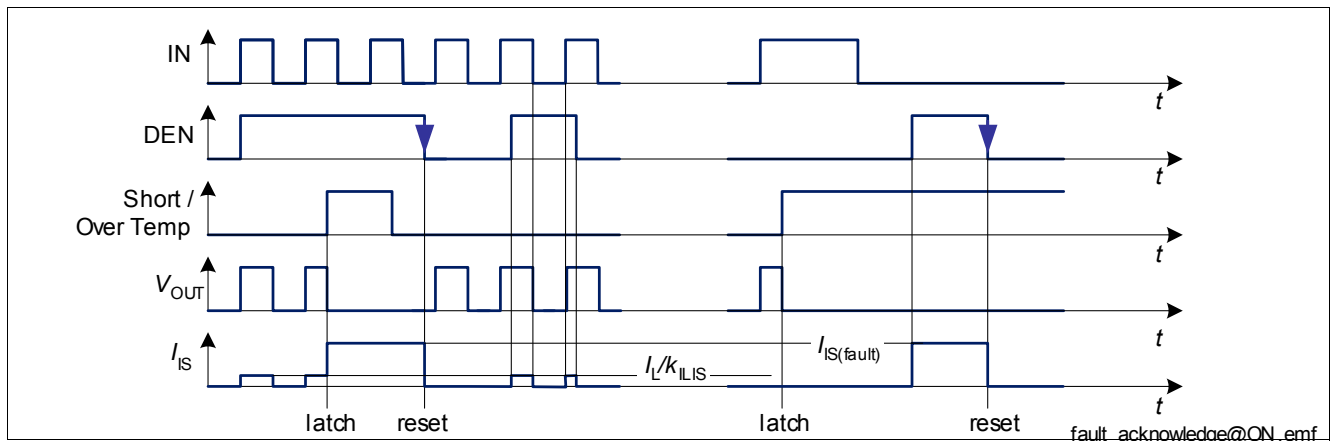 IN
t
DEN
t
Short /
Over Temp
t
VOUT
t
IIS
IIS(fault)
IL/kILIS
t
latch reset latch reset
fault_acknowledge@ON.emf